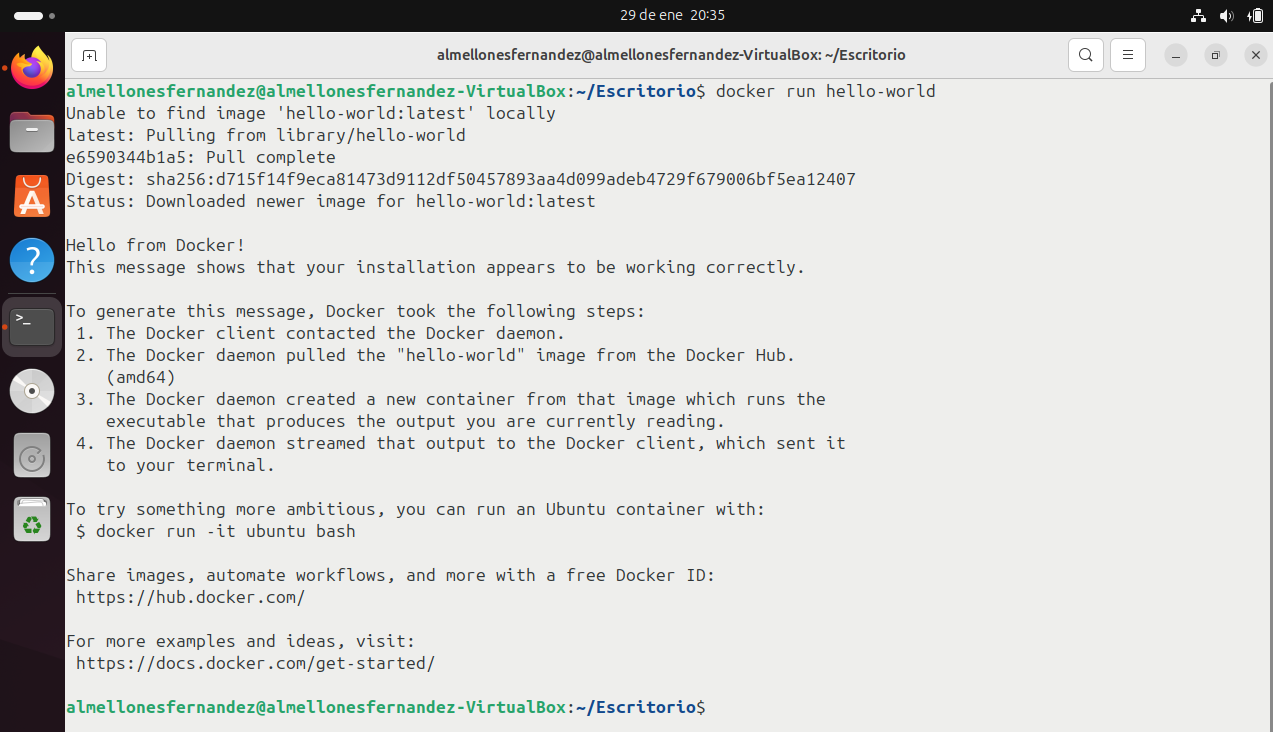 29 de ene 20:35
almellonesfernandez@almellonesfernandez-VirtualBox: ~/Escritorio
almellonesfernandez@almellonesfernandez-VirtualBox:~/Escritorio$ docker run hello-world
Unable to find image 'hello-world:latest' locally
latest: Pulling from library/hello-world
e6590344b1a5: Pull complete
Digest: sha256:d715f14f9eca81473d9112df50457893aa4d099adeb4729f679006bf5ea12407
Status: Downloaded newer image for hello-world:latest

Hello from Docker!
This message shows that your installation appears to be working correctly.

To generate this message, Docker took the following steps:
 1. The Docker client contacted the Docker daemon.
 2. The Docker daemon pulled the "hello-world" image from the Docker Hub.
    (amd64)
 3. The Docker daemon created a new container from that image which runs the
    executable that produces the output you are currently reading.
 4. The Docker daemon streamed that output to the Docker client, which sent it
    to your terminal.

To try something more ambitious, you can run an Ubuntu container with:
 $ docker run -it ubuntu bash

Share images, automate workflows, and more with a free Docker ID:
 https://hub.docker.com/

For more examples and ideas, visit:
 https://docs.docker.com/get-started/

almellonesfernandez@almellonesfernandez-VirtualBox:~/Escritorio$